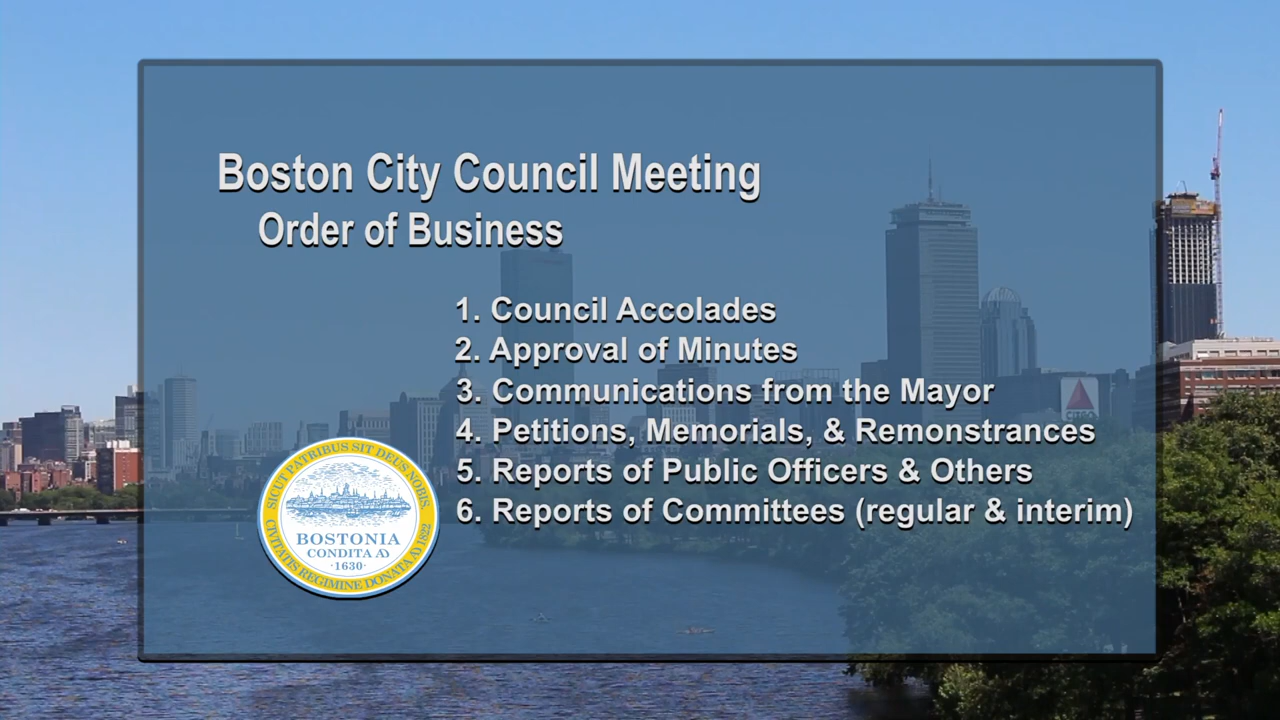 Boston City Council Meeting
Order of Business
1. Council Accolades
2. Approval of Minutes
3. Communications from the Mayor
4. Petitions, Memorials, & Remonstrances
5. Reports of Public Officers & Others
6. Reports of Committees (regular & interim)
SICUT PATRIBUS SIT DEUS NOBIS
BOSTONIA
CONDITA AD
·1630·
CIVITATIS REGIMINE DONATA AD 1822
CITGO